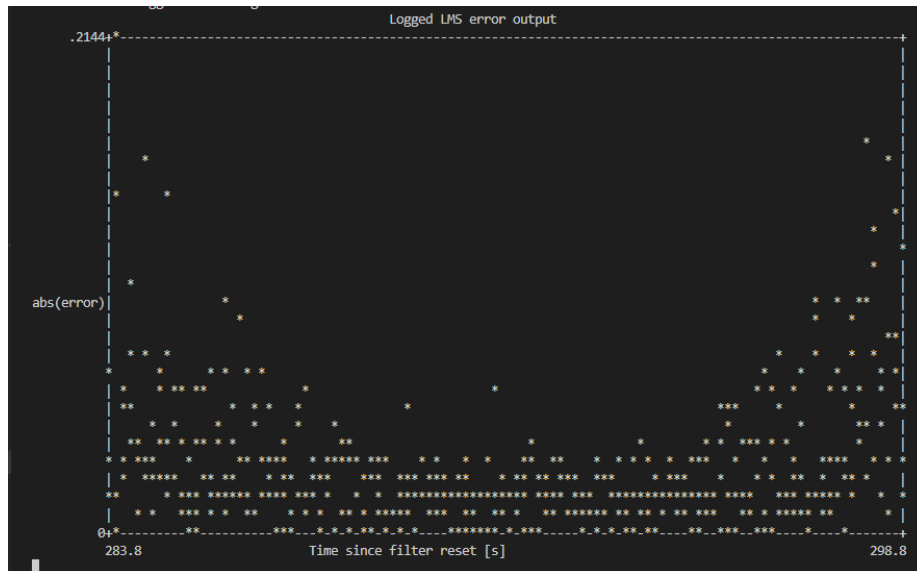 Logged LMS error output
.2144
abs(error)
0
283.8 Time since filter reset [s] 298.8